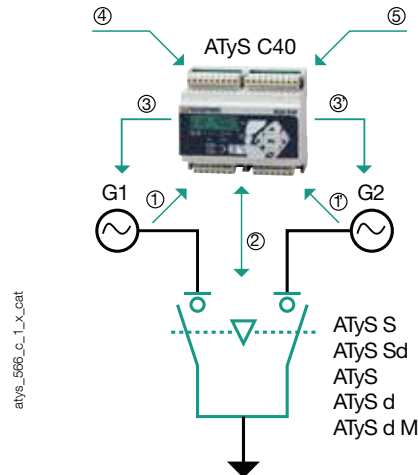 ④
⑤
ATyS C40
③
③'
G1
G2
①
①'
②
ATyS S
ATyS Sd
ATyS
ATyS d
ATyS d M
atys_566_c_1_x_cat